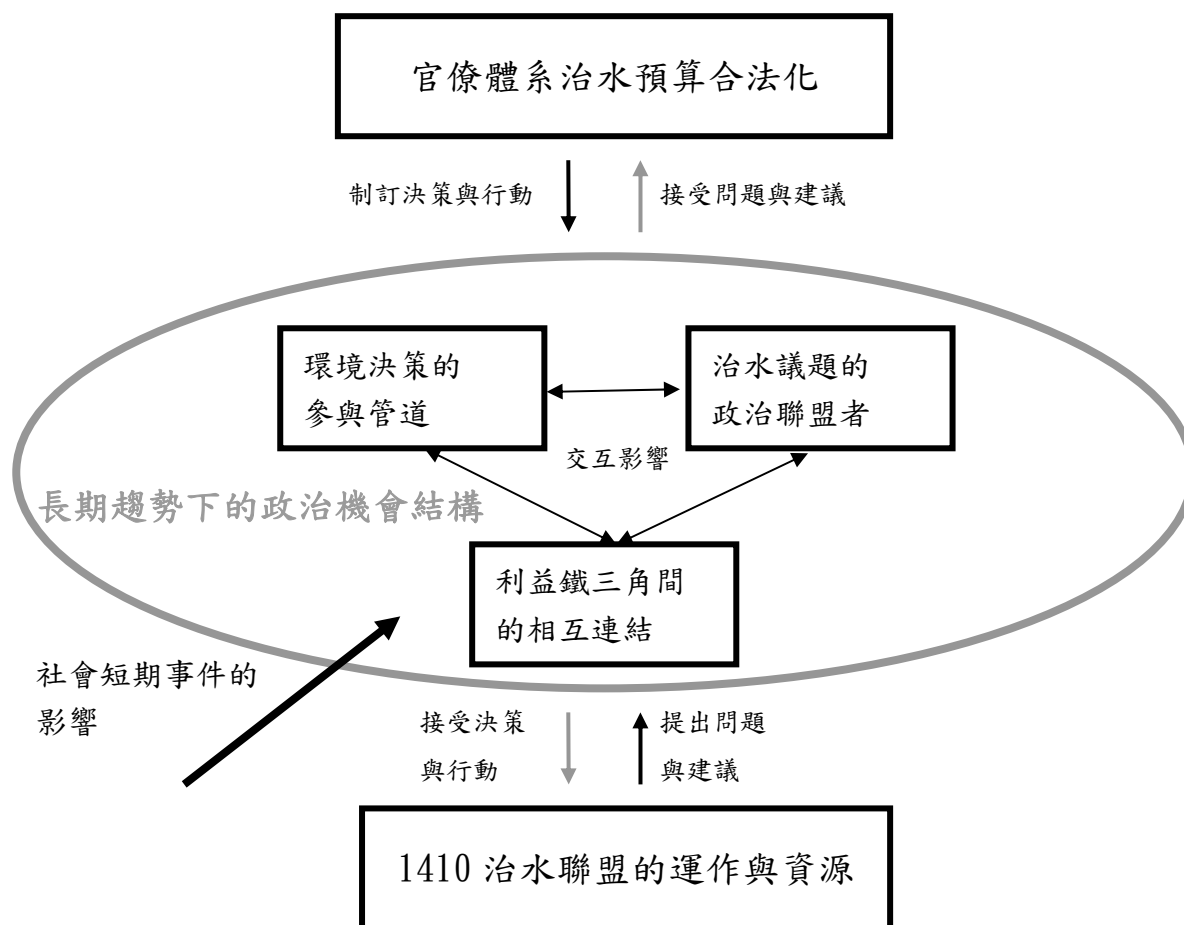 官僚體系治水預算合法化
制訂決策與行動
接受問題與建議
環境決策的
參與管道
治水議題的
政治聯盟者
交互影響
長期趨勢下的政治機會結構
利益鐵三角間
的相互連結
社會短期事件的
影響
接受決策
與行動
提出問題
與建議
1410 治水聯盟的運作與資源